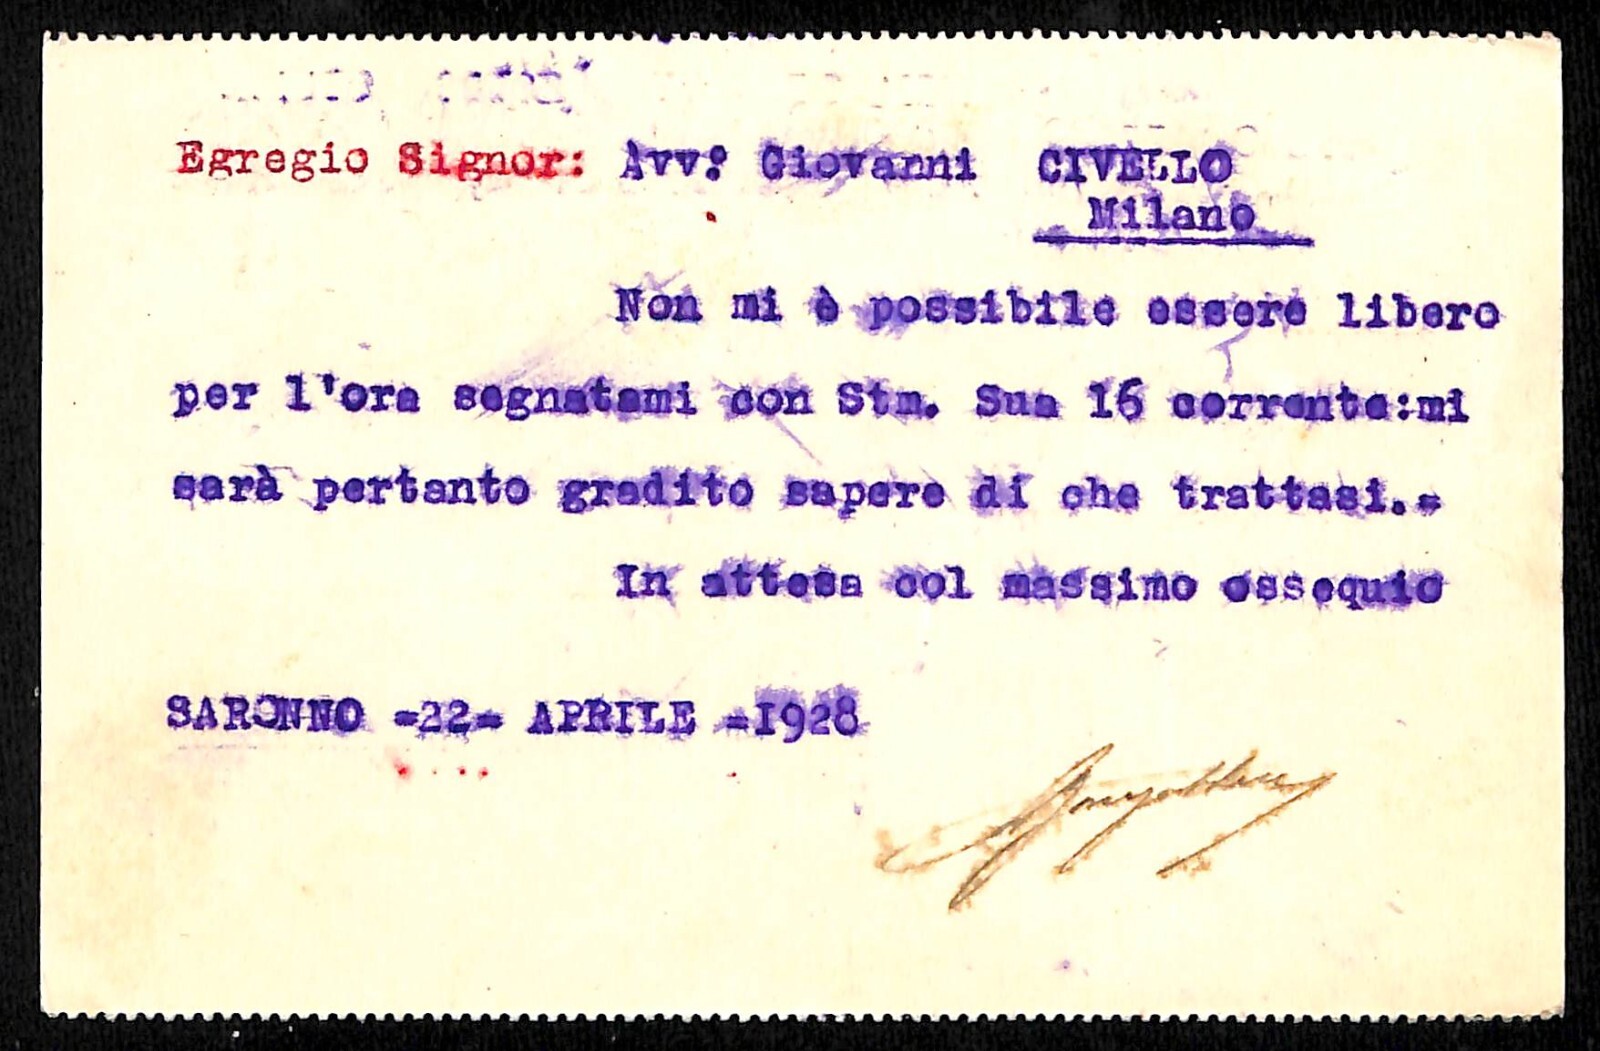 Egregio Signor: Avv: Giovanni CIVELLO
Milano
Non mi è possibile essere libero
per l'ora segnatami con Stm. Sua 16 corrente:mi
sarà pertanto gradito sapere di che trattasi.=
In attesa col massimo ossequio
SARONNO =22= APRILE =1928